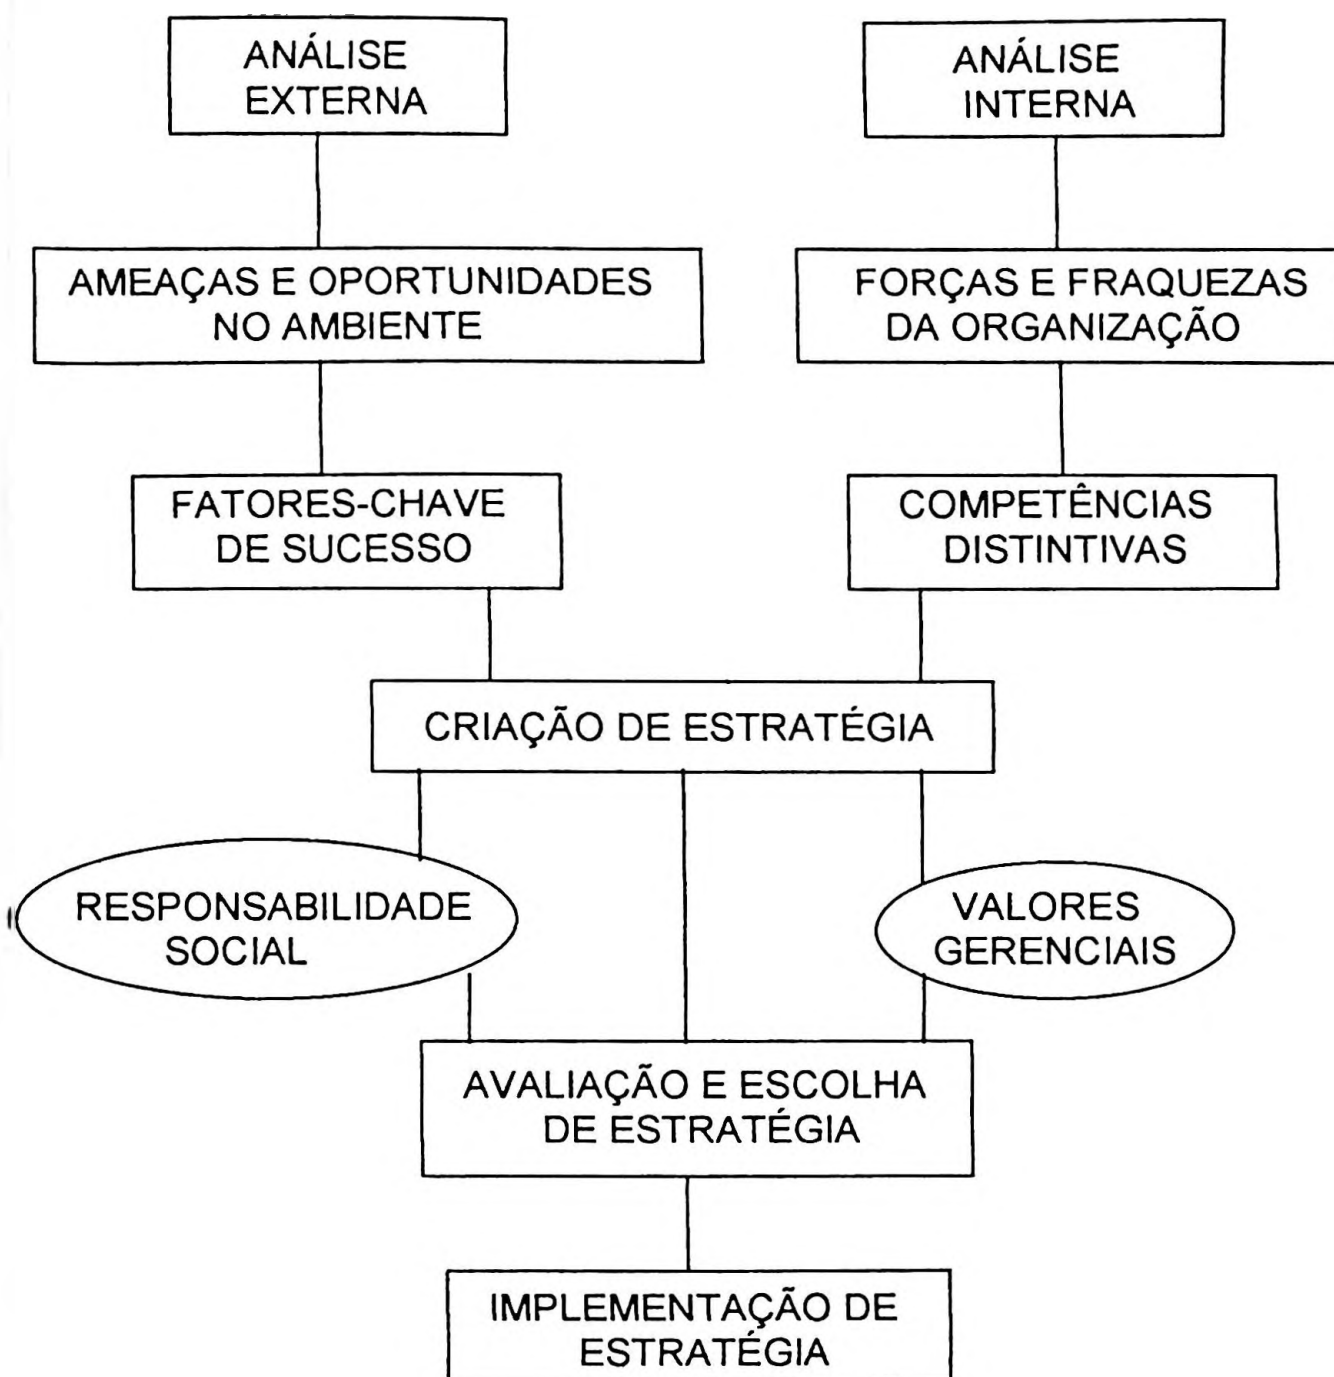 ANÁLISE
EXTERNA
ANÁLISE
INTERNA
AMEAÇAS E OPORTUNIDADES
NO AMBIENTE
FORÇAS E FRAQUEZAS
DA ORGANIZAÇÃO
FATORES-CHAVE
DE SUCESSO
COMPETÊNCIAS
DISTINTIVAS
CRIAÇÃO DE ESTRATÉGIA
RESPONSABILIDADE
SOCIAL
VALORES
GERENCIAIS
AVALIAÇÃO E ESCOLHA
DE ESTRATÉGIA
IMPLEMENTAÇÃO DE
ESTRATÉGIA